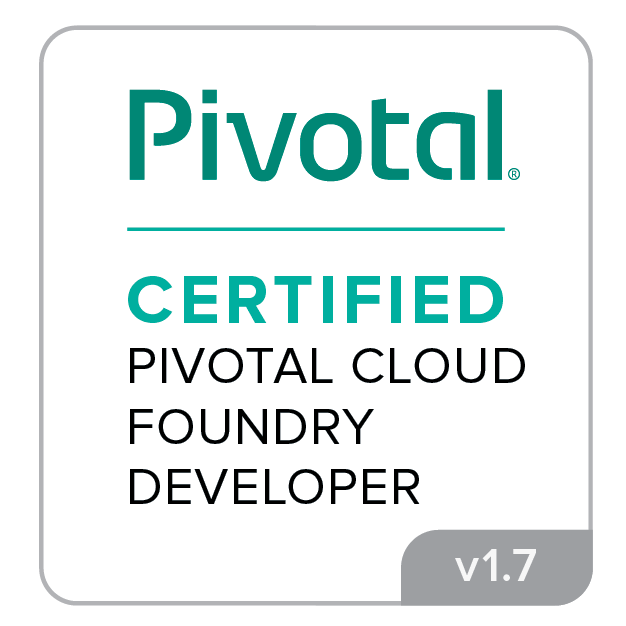 Pivotal®
CERTIFIED
PIVOTAL CLOUD
FOUNDRY
DEVELOPER
v1.7